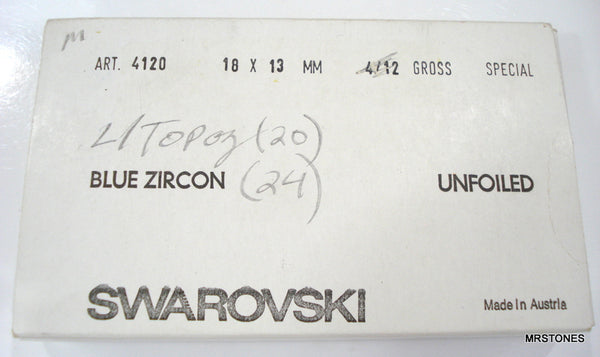 M
ART. 4120 18 X 13 MM 4/12 GROSS SPECIAL
L/TOPOZ (20)
BLUE ZIRCON (24) UNFOILED
SWAROVSKI Made In Austria
MRSTONES